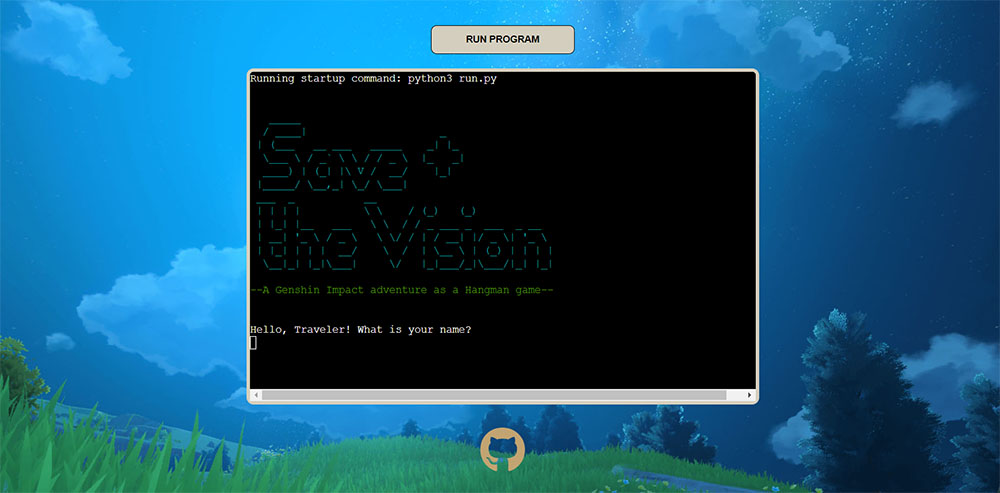 RUN PROGRAM
Running startup command: python3 run.py
Save
the Vision
--A Genshin Impact adventure as a Hangman game--
Hello, Traveler! What is your name?